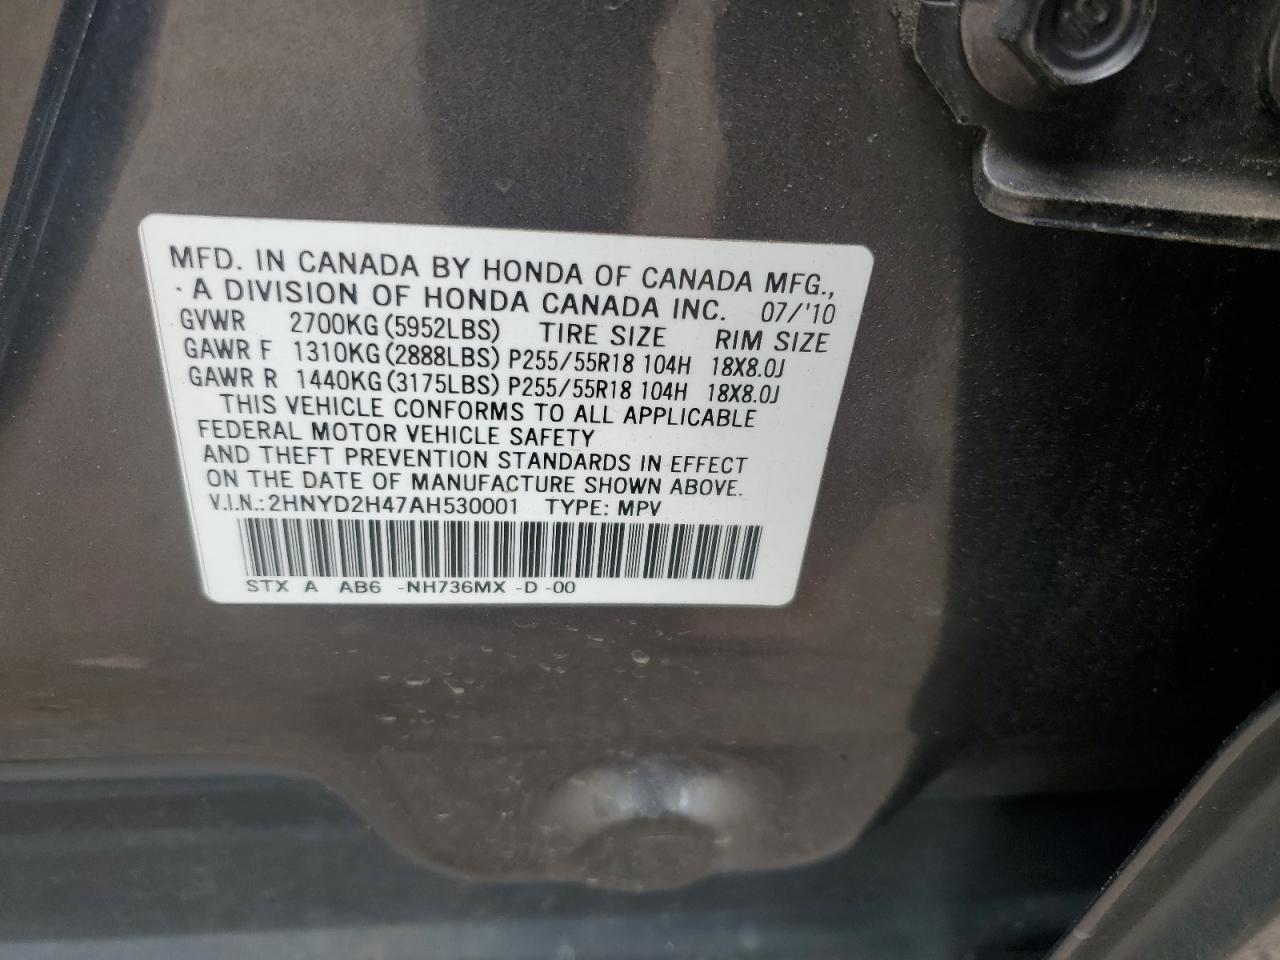 MFD. IN CANADA BY HONDA OF CANADA MFG.,
A DIVISION OF HONDA CANADA INC. 07/'10
GVWR 2700KG(5952LBS) TIRE SIZE RIM SIZE
GAWR F 1310KG(2888LBS) P255/55R18 104H 18X8.0J
GAWR R 1440KG(3175LBS) P255/55R18 104H 18X8.0J
THIS VEHICLE CONFORMS TO ALL APPLICABLE
FEDERAL MOTOR VEHICLE SAFETY
AND THEFT PREVENTION STANDARDS IN EFFECT
ON THE DATE OF MANUFACTURE SHOWN ABOVE.
V.I.N.:2HNYD2H47AH530001 TYPE: MPV
STX A AB6 -NH736MX -D -00